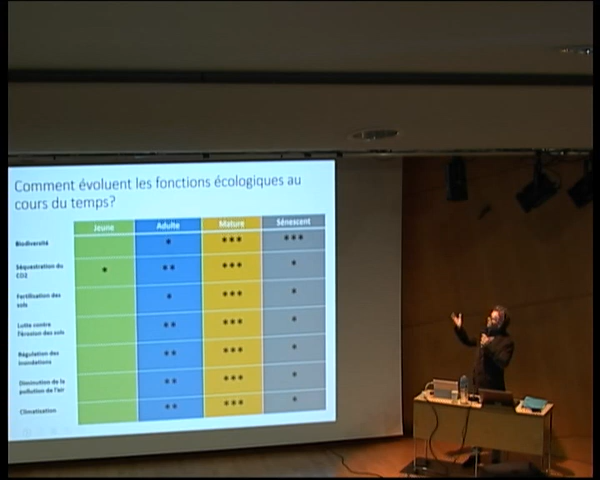 Comment évoluent les fonctions écologiques au
cours du temps?
Jeune Adulte Mature Sénescent
Biodiversité * *** ***
Séquestration du
CO2 * ** *** *
Fertilisation des
sols * *** *
Lutte contre
l'érosion des sols ** *** *
Régulation des
inondations ** *** *
Diminution de la
pollution de l'air ** *** *
Climatisation ** *** *